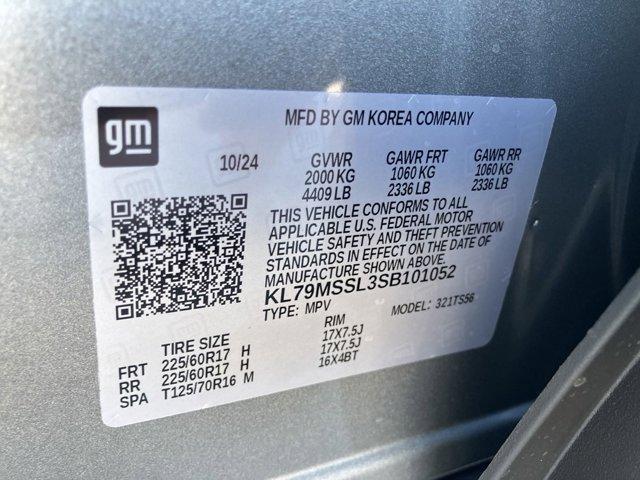 gm
MFD BY GM KOREA COMPANY
10/24 GVWR GAWR FRT GAWR RR
2000 KG 1060 KG 1060 KG
4409 LB 2336 LB 2336 LB
THIS VEHICLE CONFORMS TO ALL
APPLICABLE U.S. FEDERAL MOTOR
VEHICLE SAFETY AND THEFT PREVENTION
STANDARDS IN EFFECT ON THE DATE OF
MANUFACTURE SHOWN ABOVE.
KL79MSSL3SB101052
TYPE: MPV MODEL: 321TS56
TIRE SIZE RIM
FRT 225/60R17 H 17X7.5J
RR 225/60R17 H 17X7.5J
SPA T125/70R16 M 16X4BT